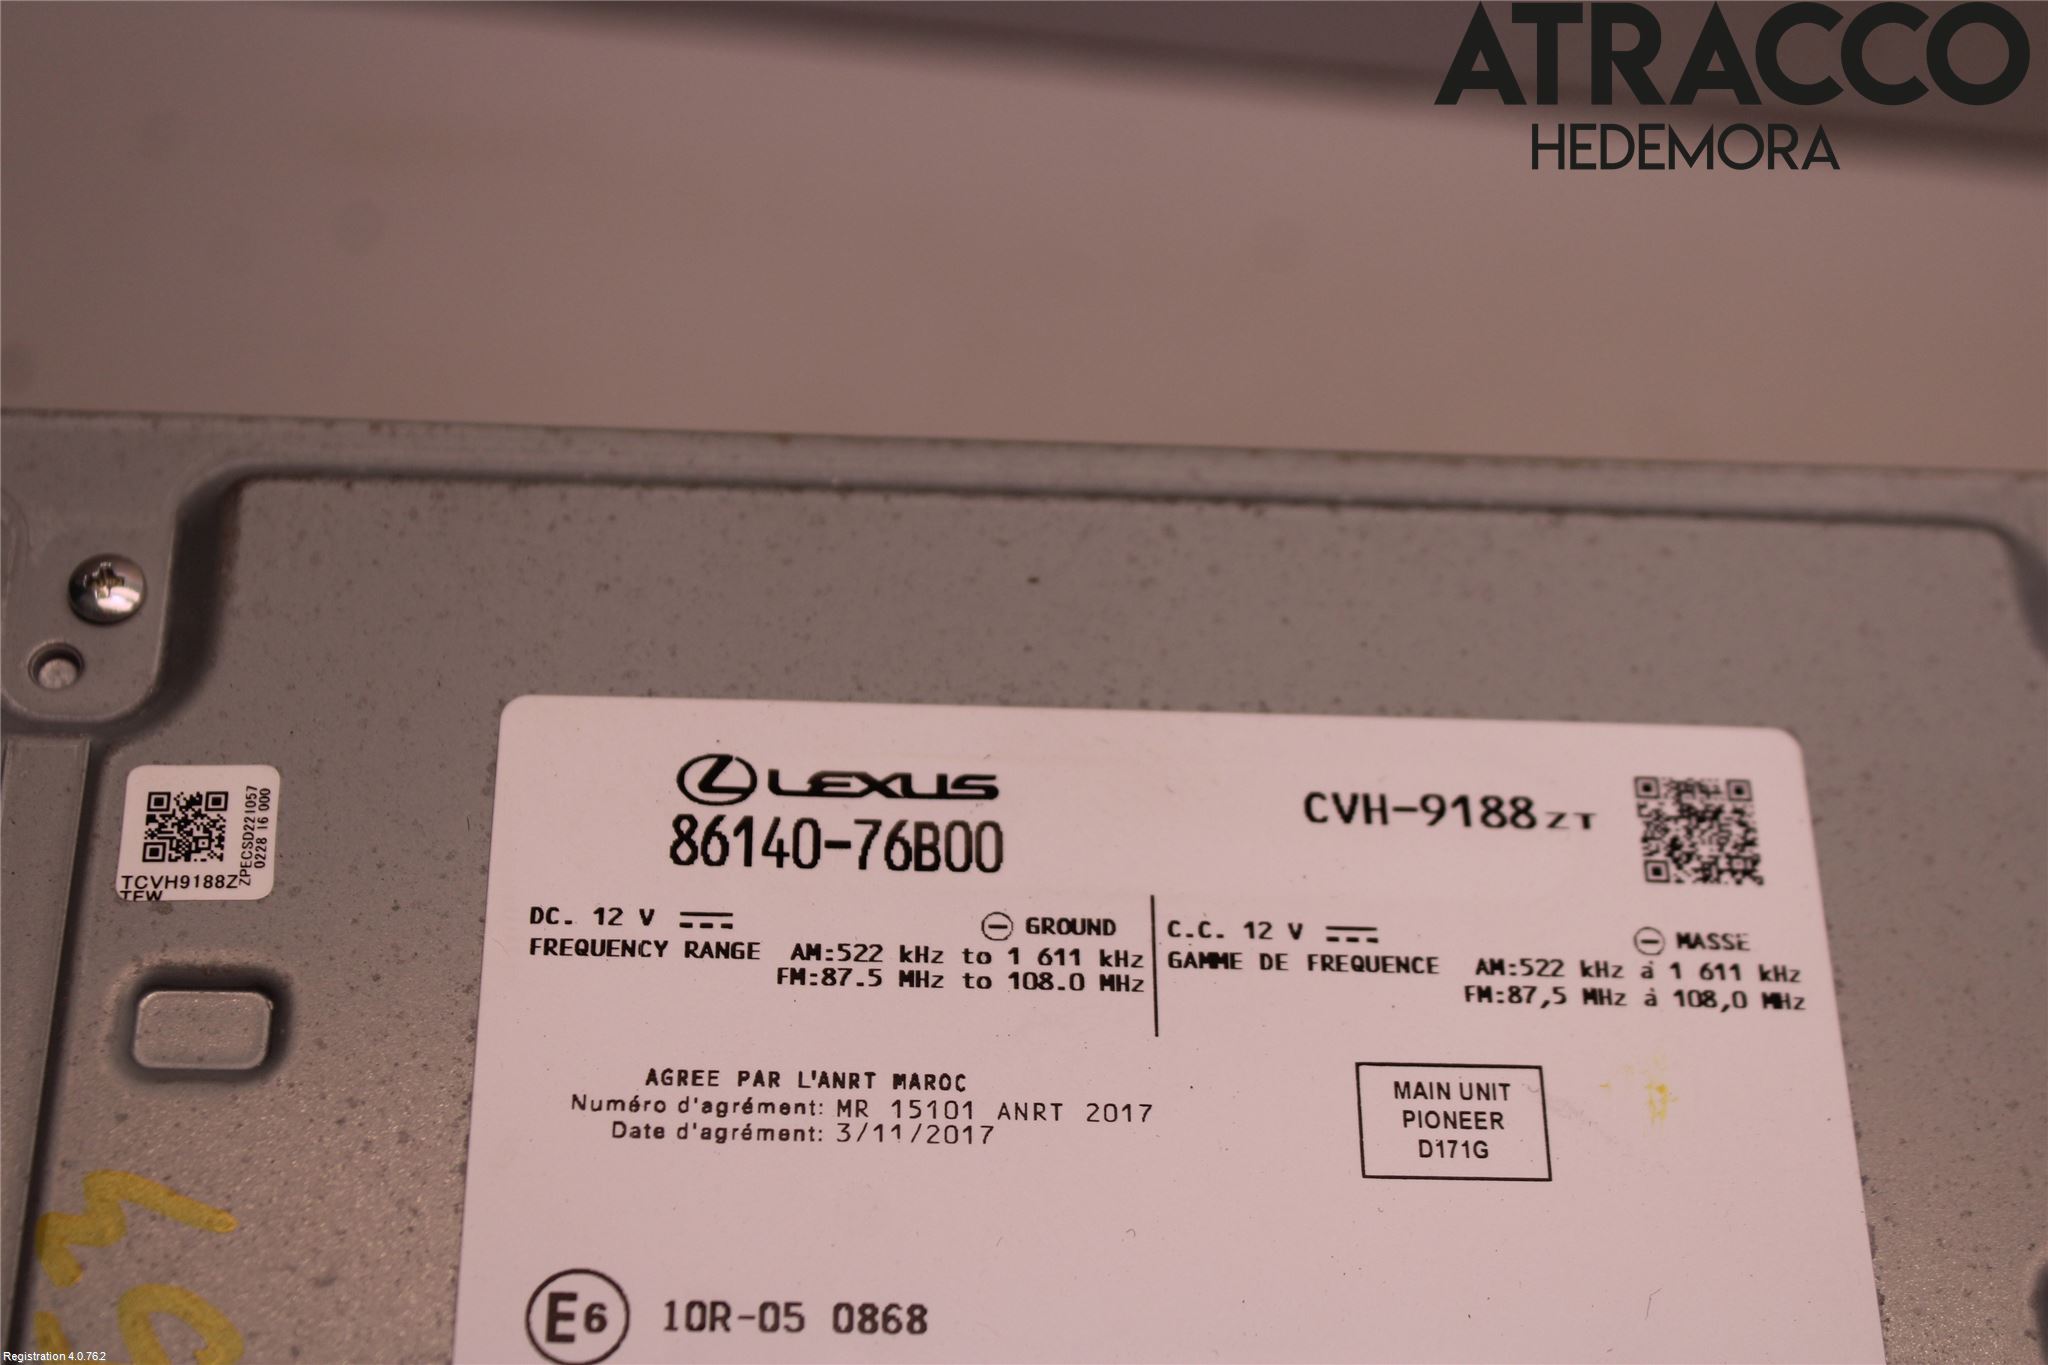 ATRACCO
HEDEMORA
LEXUS
86140-76B00
CVH-9188ZT
ZPECSD221057
0228 16 000
TCVH9188Z
TEW
DC. 12 V
GROUND
FREQUENCY RANGE AM:522 kHz to 1 611 kHz
FM:87.5 MHz to 108.0 MHz
C.C. 12 V
MASSE
GAMME DE FREQUENCE AM:522 kHz à 1 611 kHz
FM:87,5 MHz à 108,0 MHz
AGREE PAR L'ANRT MAROC
Numéro d'agrément: MR 15101 ANRT 2017
Date d'agrément: 3/11/2017
MAIN UNIT
PIONEER
D171G
E6 10R-05 0868
Registration 4.0.762